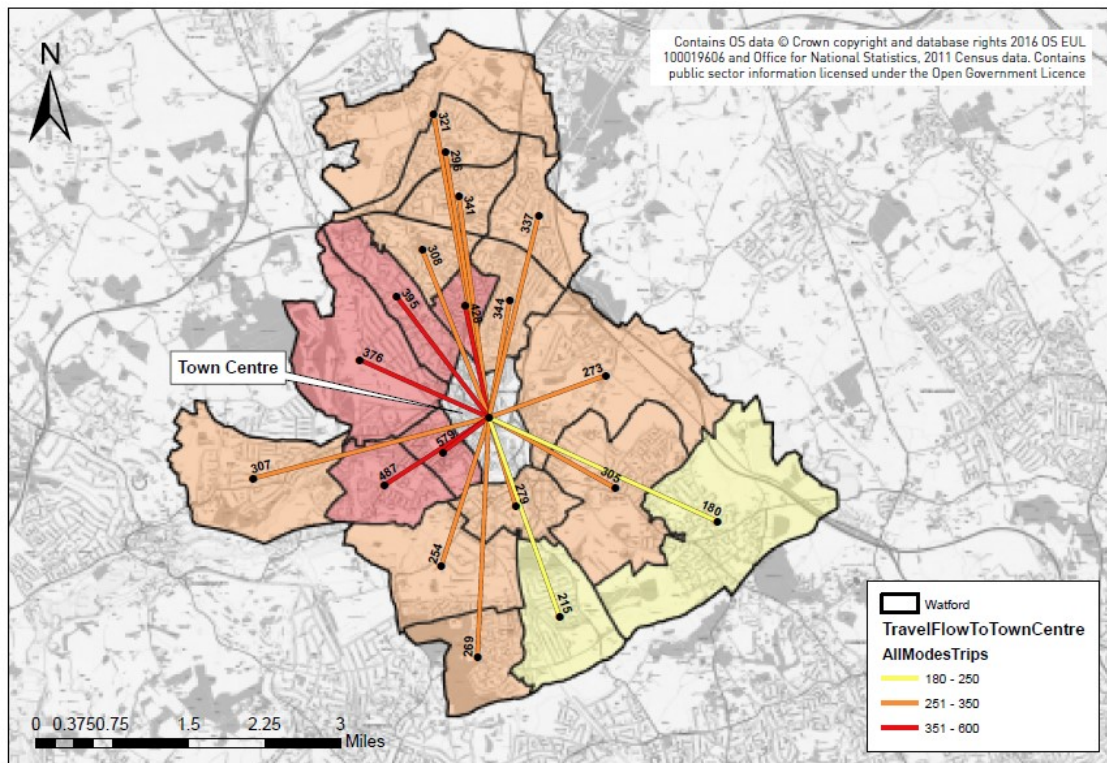 N
Contains OS data © Crown copyright and database rights 2016 OS EUL
100019606 and Office for National Statistics, 2011 Census data. Contains
public sector information licensed under the Open Government Licence
321
296
341
337
308
395
428
344
376
Town Centre
273
579
307
487
305
279
180
254
215
269
Watford
TravelFlowToTownCentre
AllModesTrips
180 - 250
251 - 350
351 - 600
0 0.3750.75 1.5 2.25 3
Miles